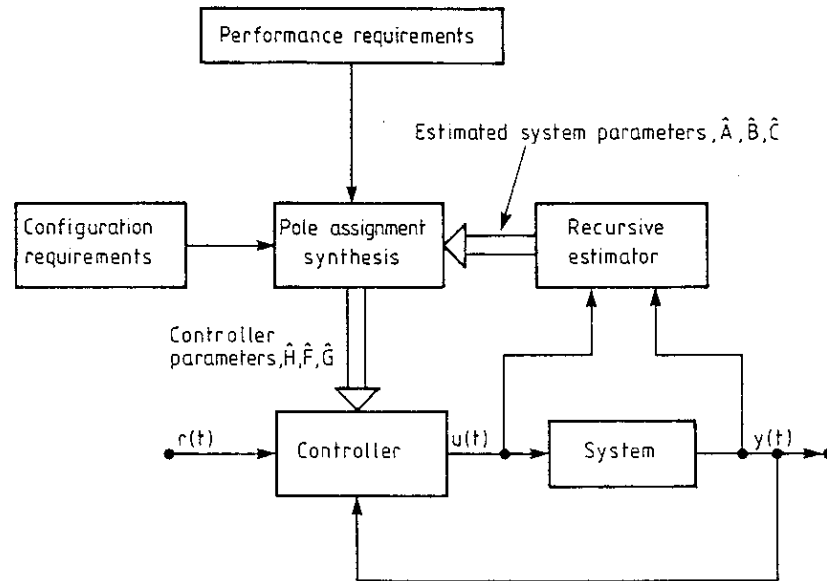 Performance requirements
Estimated system parameters, Â, B̂, Ĉ
Configuration
requirements
Pole assignment
synthesis
Recursive
estimator
Controller
parameters, Ĥ, F̂, Ĝ
r(t)
Controller
u(t)
System
y(t)